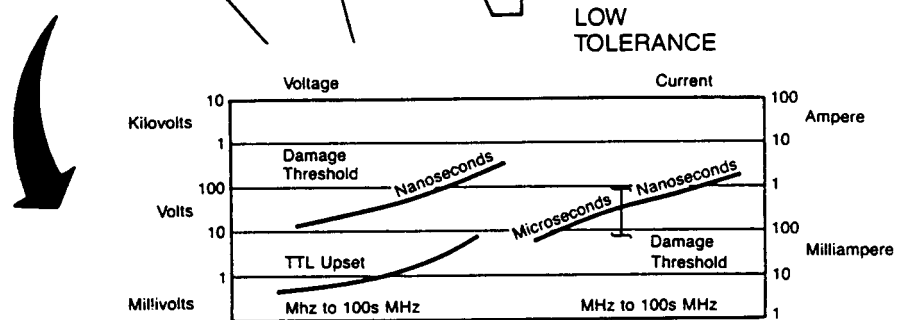 LOW
TOLERANCE
Voltage
Current
10
100
Kilovolts
Ampere
1
10
Damage
Threshold
Nanoseconds
Nanoseconds
100
1
Volts
Microseconds
10
100
Damage
Threshold
Milliampere
TTL Upset
1
10
Millivolts
Mhz to 100s MHz
MHz to 100s MHz
1